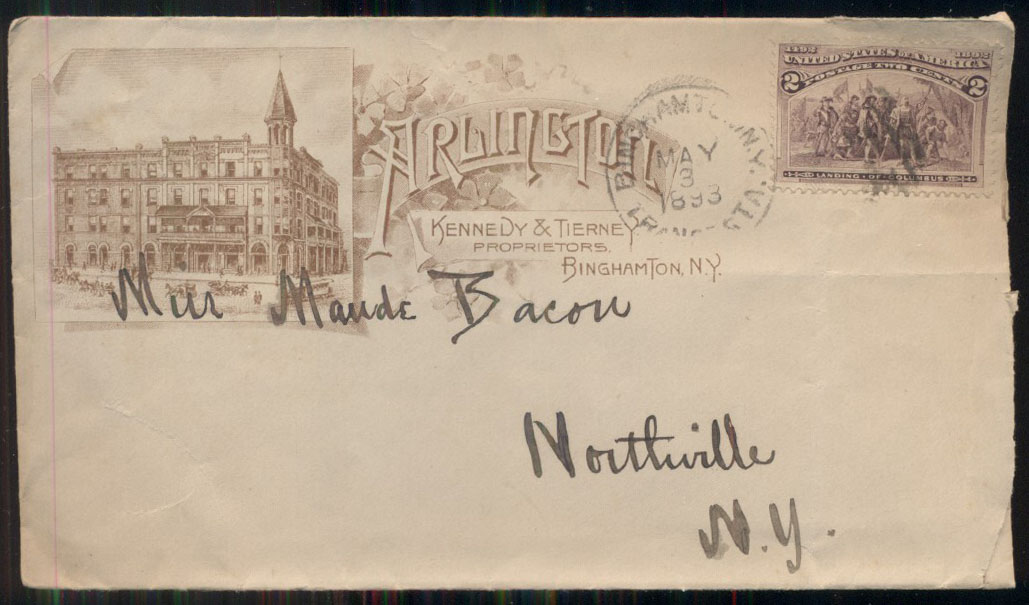 1492 1892
UNITED STATES OF AMERICA
POSTAGE TWO CENTS
2 2
LANDING OF COLUMBUS
BINGHAMTON, N.Y.
MAY
3
1893
ARLINGTON
KENNEDY & TIERNEY
PROPRIETORS.
BINGHAMTON, N.Y.
Maude Bacon
Northville
N.Y.